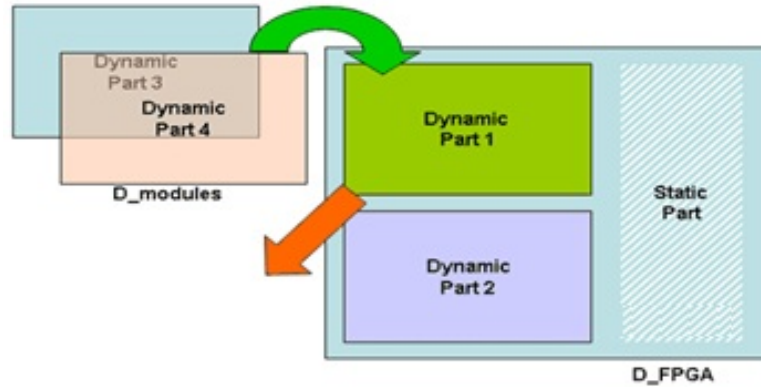 Dynamic
Part 3
Dynamic
Part 4
D_modules
Dynamic
Part 1
Dynamic
Part 2
Static
Part
D_FPGA